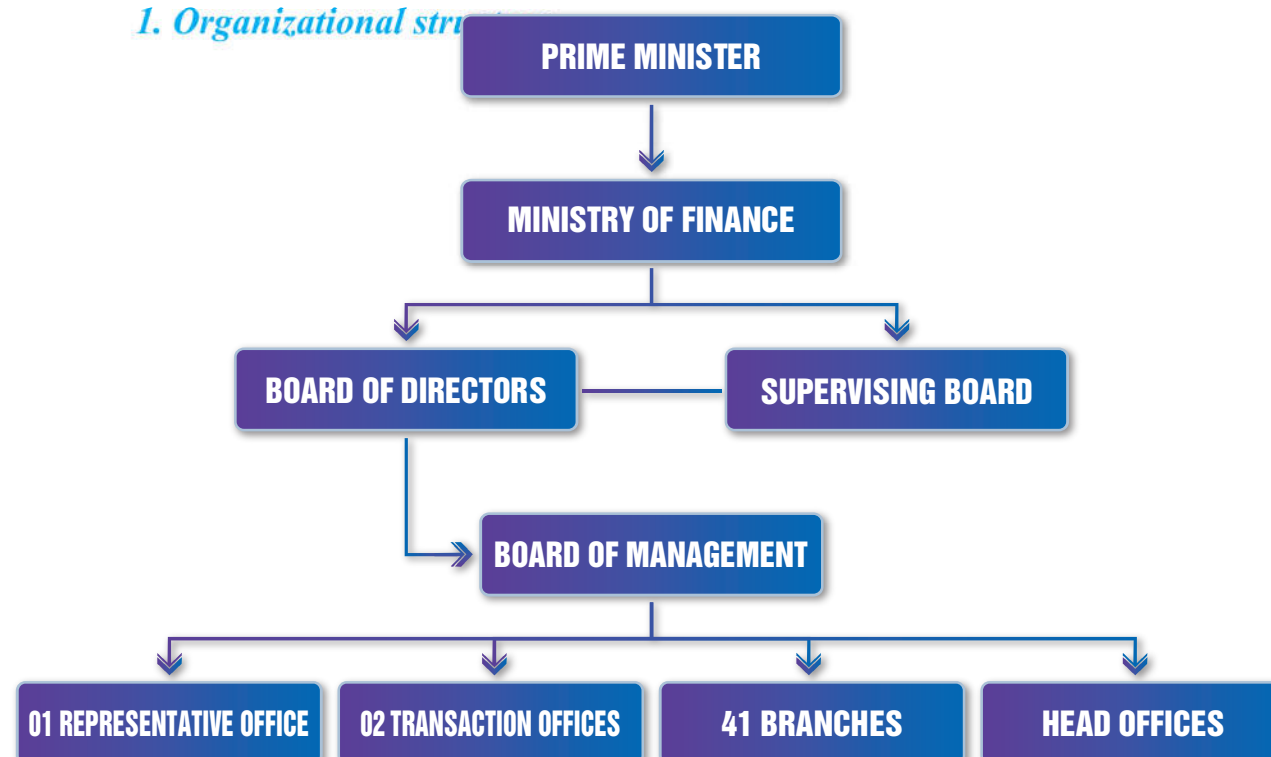 1. Organizational
PRIME MINISTER
MINISTRY OF FINANCE
BOARD OF DIRECTORS
SUPERVISING BOARD
BOARD OF MANAGEMENT
01 REPRESENTATIVE OFFICE
02 TRANSACTION OFFICES
41 BRANCHES
HEAD OFFICES